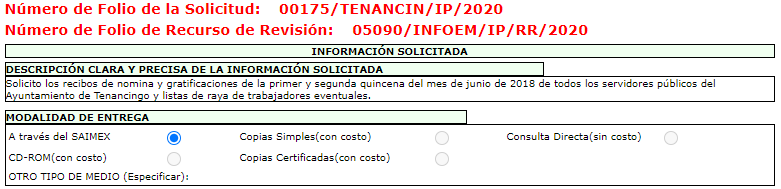 Número de Folio de la Solicitud: 00175/TENANCIN/IP/2020
Número de Folio de Recurso de Revisión: 05090/INFOEM/IP/RR/2020
INFORMACIÓN SOLICITADA
DESCRIPCIÓN CLARA Y PRECISA DE LA INFORMACIÓN SOLICITADA
Solicito los recibos de nomina y gratificaciones de la primer y segunda quincena del mes de junio de 2018 de todos los servidores públicos del
Ayuntamiento de Tenancingo y listas de raya de trabajadores eventuales.
MODALIDAD DE ENTREGA
A través del SAIMEX Copias Simples(con costo) Consulta Directa(sin costo)
CD-ROM(con costo) Copias Certificadas(con costo)
OTRO TIPO DE MEDIO (Especificar):